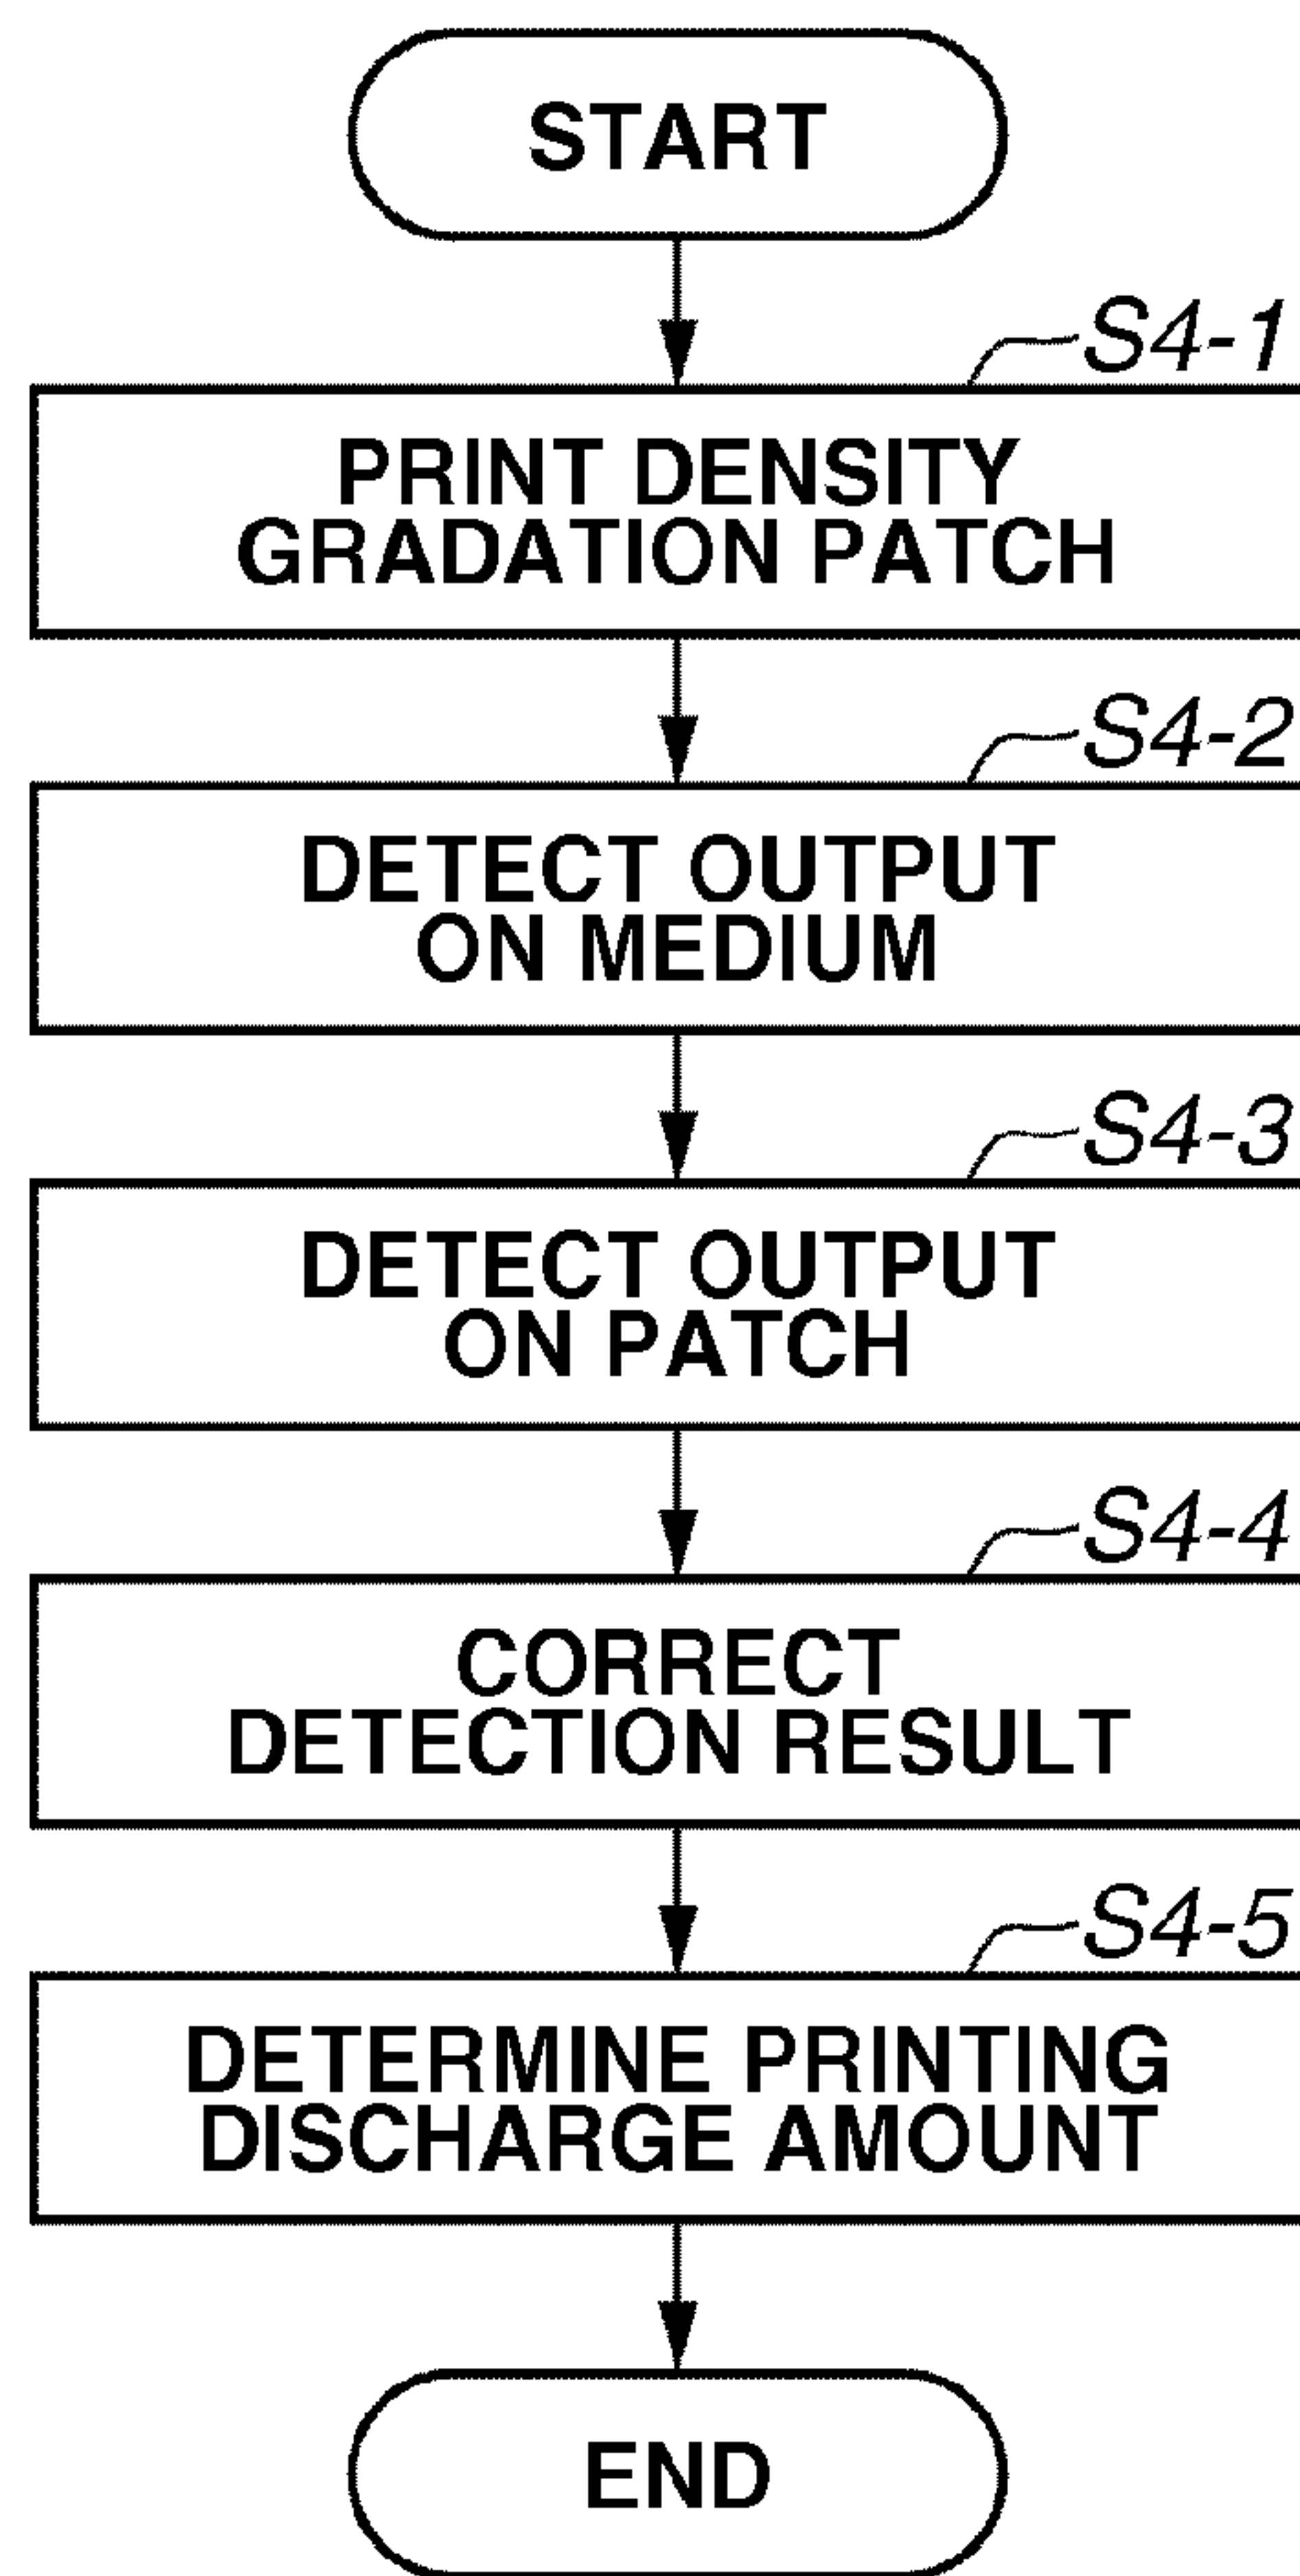 START
S4-1
PRINT DENSITY
GRADATION PATCH
S4-2
DETECT OUTPUT
ON MEDIUM
S4-3
DETECT OUTPUT
ON PATCH
S4-4
CORRECT
DETECTION RESULT
S4-5
DETERMINE PRINTING
DISCHARGE AMOUNT
END